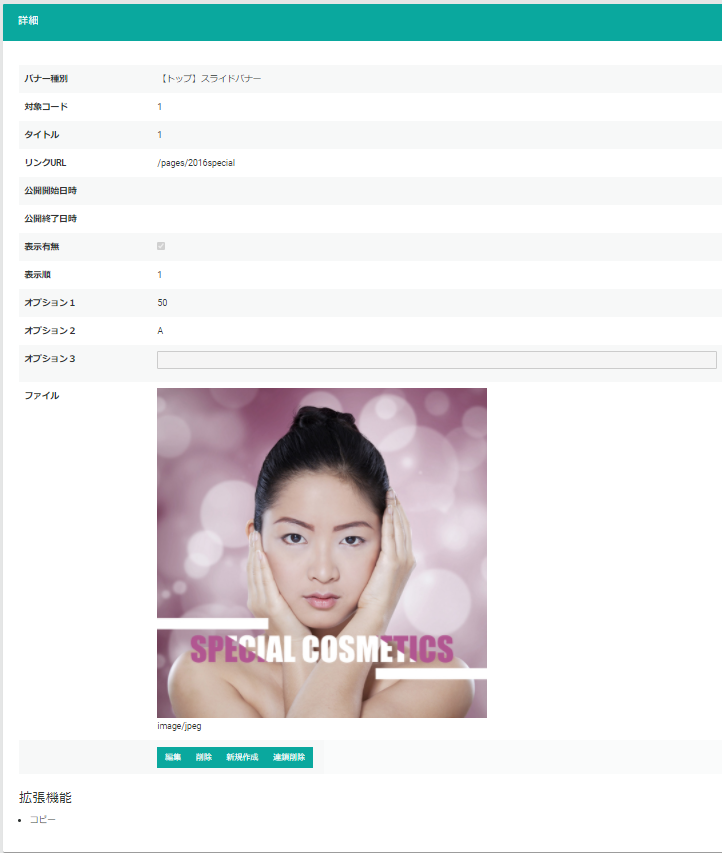 詳細
バナー種別 【トップ】スライドバナー
対象コード 1
タイトル 1
リンクURL /pages/2016special
公開開始日時
公開終了日時
表示有無
表示順 1
オプション１ 50
オプション２ A
オプション３
ファイル
SPECIAL COSMETICS
image/jpeg
編集 削除 新規作成 連鎖削除
拡張機能
コピー